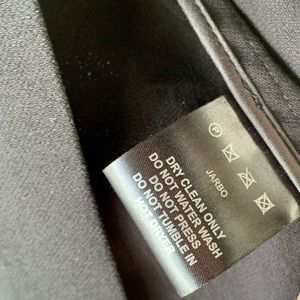 JARBO
DRY CLEAN ONLY
DO NOT WATER WASH
DO NOT PRESS
DO NOT TUMBLE IN
HOT DRYER